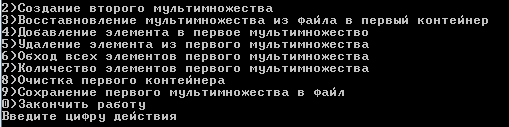 2)Создание второго мультимножества
3)Восстановление мультимножества из файла в первый контейнер
4)Добавление элемента в первое мультимножество
5)Удаление элемента из первого мультимножества
6)Обход всех элементов первого мультимножества
7)Количество элементов первого мультимножества
8)Очистка первого контейнера
9)Сохранение первого мультимножества в файл
0)Закончить работу
Введите цифру действия